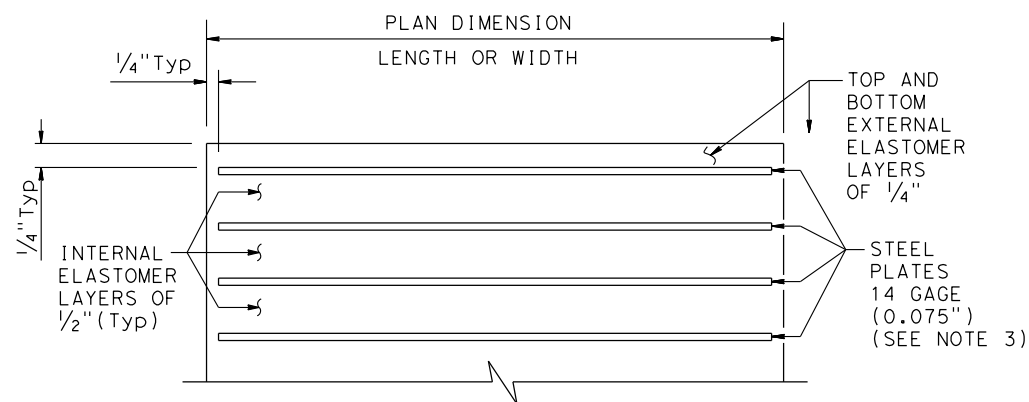 PLAN DIMENSION
LENGTH OR WIDTH
1/4" Typ
TOP AND
BOTTOM
EXTERNAL
ELASTOMER
LAYERS
OF 1/4"
1/4" Typ
INTERNAL
ELASTOMER
LAYERS OF
1/2" (Typ)
STEEL
PLATES
14 GAGE
(0.075")
(SEE NOTE 3)